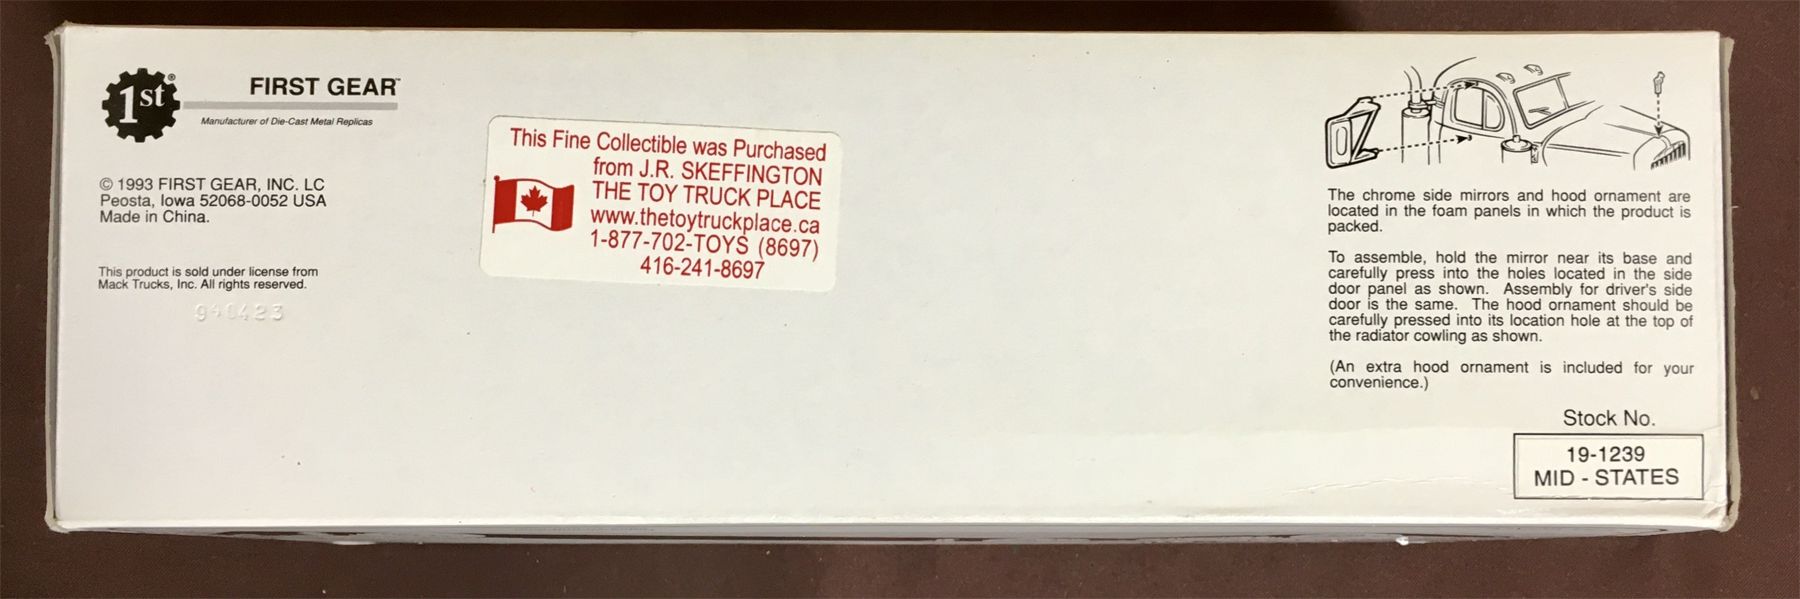 1st®
FIRST GEAR™
Manufacturer of Die-Cast Metal Replicas
© 1993 FIRST GEAR, INC. LC
Peosta, Iowa 52068-0052 USA
Made in China.
This product is sold under license from
Mack Trucks, Inc. All rights reserved.
940423
This Fine Collectible was Purchased
from J.R. SKEFFINGTON
THE TOY TRUCK PLACE
www.thetoytruckplace.ca
1-877-702-TOYS (8697)
416-241-8697
The chrome side mirrors and hood ornament are
located in the foam panels in which the product is
packed.
To assemble, hold the mirror near its base and
carefully press into the holes located in the side
door panel as shown. Assembly for driver's side
door is the same. The hood ornament should be
carefully pressed into its location hole at the top of
the radiator cowling as shown.
(An extra hood ornament is included for your
convenience.)
Stock No.
19-1239
MID - STATES